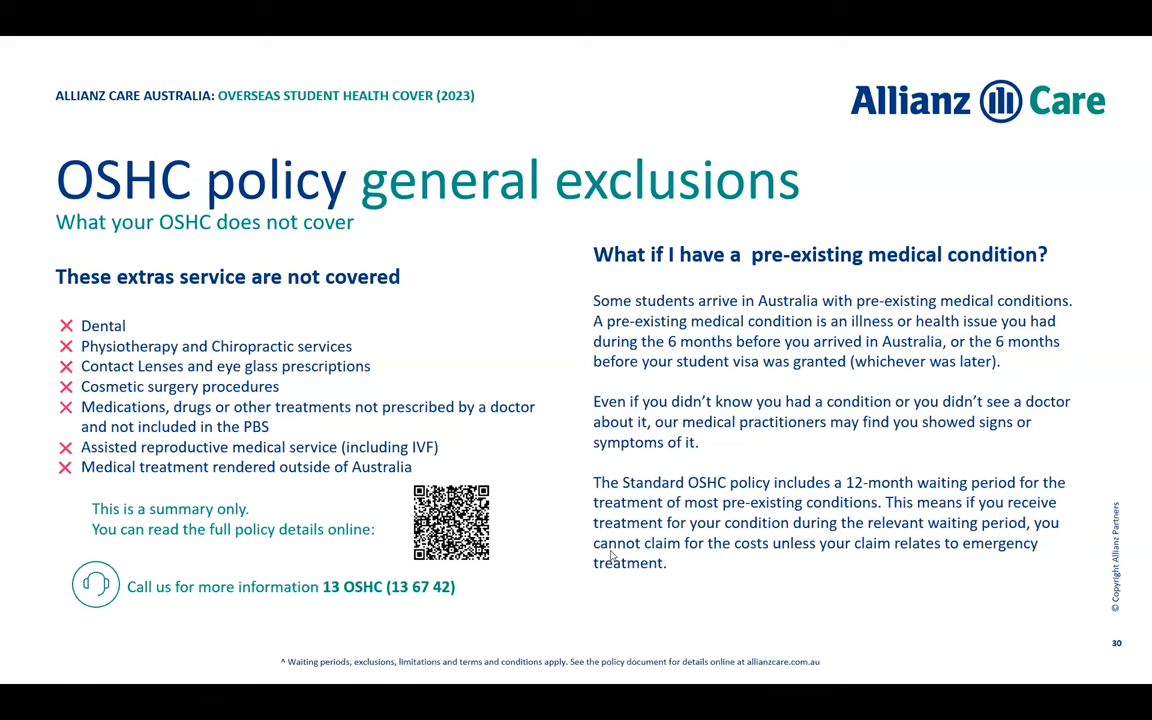 ALLIANZ CARE AUSTRALIA: OVERSEAS STUDENT HEALTH COVER (2023)
Allianz Care
OSHC policy general exclusions
What your OSHC does not cover
These extras service are not covered
Dental
Physiotherapy and Chiropractic services
Contact Lenses and eye glass prescriptions
Cosmetic surgery procedures
Medications, drugs or other treatments not prescribed by a doctor
and not included in the PBS
Assisted reproductive medical service (including IVF)
Medical treatment rendered outside of Australia
This is a summary only.
You can read the full policy details online:
Call us for more information 13 OSHC (13 67 42)
What if I have a pre-existing medical condition?
Some students arrive in Australia with pre-existing medical conditions.
A pre-existing medical condition is an illness or health issue you had
during the 6 months before you arrived in Australia, or the 6 months
before your student visa was granted (whichever was later).
Even if you didn't know you had a condition or you didn't see a doctor
about it, our medical practitioners may find you showed signs or
symptoms of it.
The Standard OSHC policy includes a 12-month waiting period for the
treatment of most pre-existing conditions. This means if you receive
treatment for your condition during the relevant waiting period, you
cannot claim for the costs unless your claim relates to emergency
treatment.
© Copyright Allianz Partners
30
^ Waiting periods, exclusions, limitations and terms and conditions apply. See the policy document for details online at allianzcare.com.au